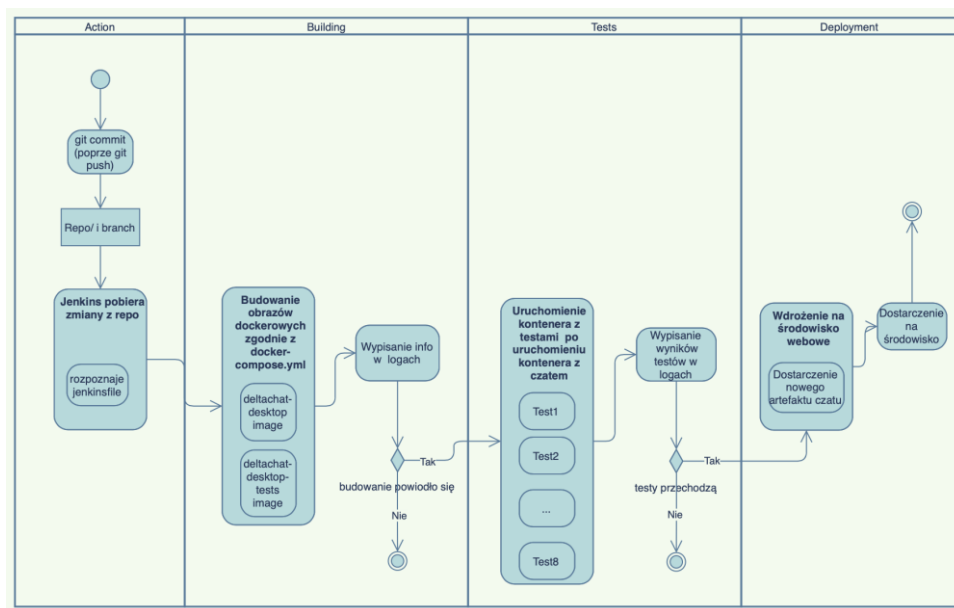 Action
Building
Tests
Deployment
git commit
(poprze git
push)
Repo/ i branch
Jenkins pobiera
zmiany z repo
rozpoznaje
jenkinsfile
Budowanie
obrazów
dockerowych
zgodnie z
docker-
compose.yml
deltachat-
desktop
image
deltachat-
desktop-
tests
image
Wypisanie info
w logach
Tak
budowanie powiodło się
Nie
Uruchomienie
kontenera z
testami po
uruchomieniu
kontenera z
czatem
Test1
Test2
...
Test8
Wypisanie
wyników
testów w
logach
Tak
testy przechodzą
Nie
Wdrożenie na
środowisko
webowe
Dostarczenie
nowego
artefaktu czatu
Dostarczenie
na
środowisko